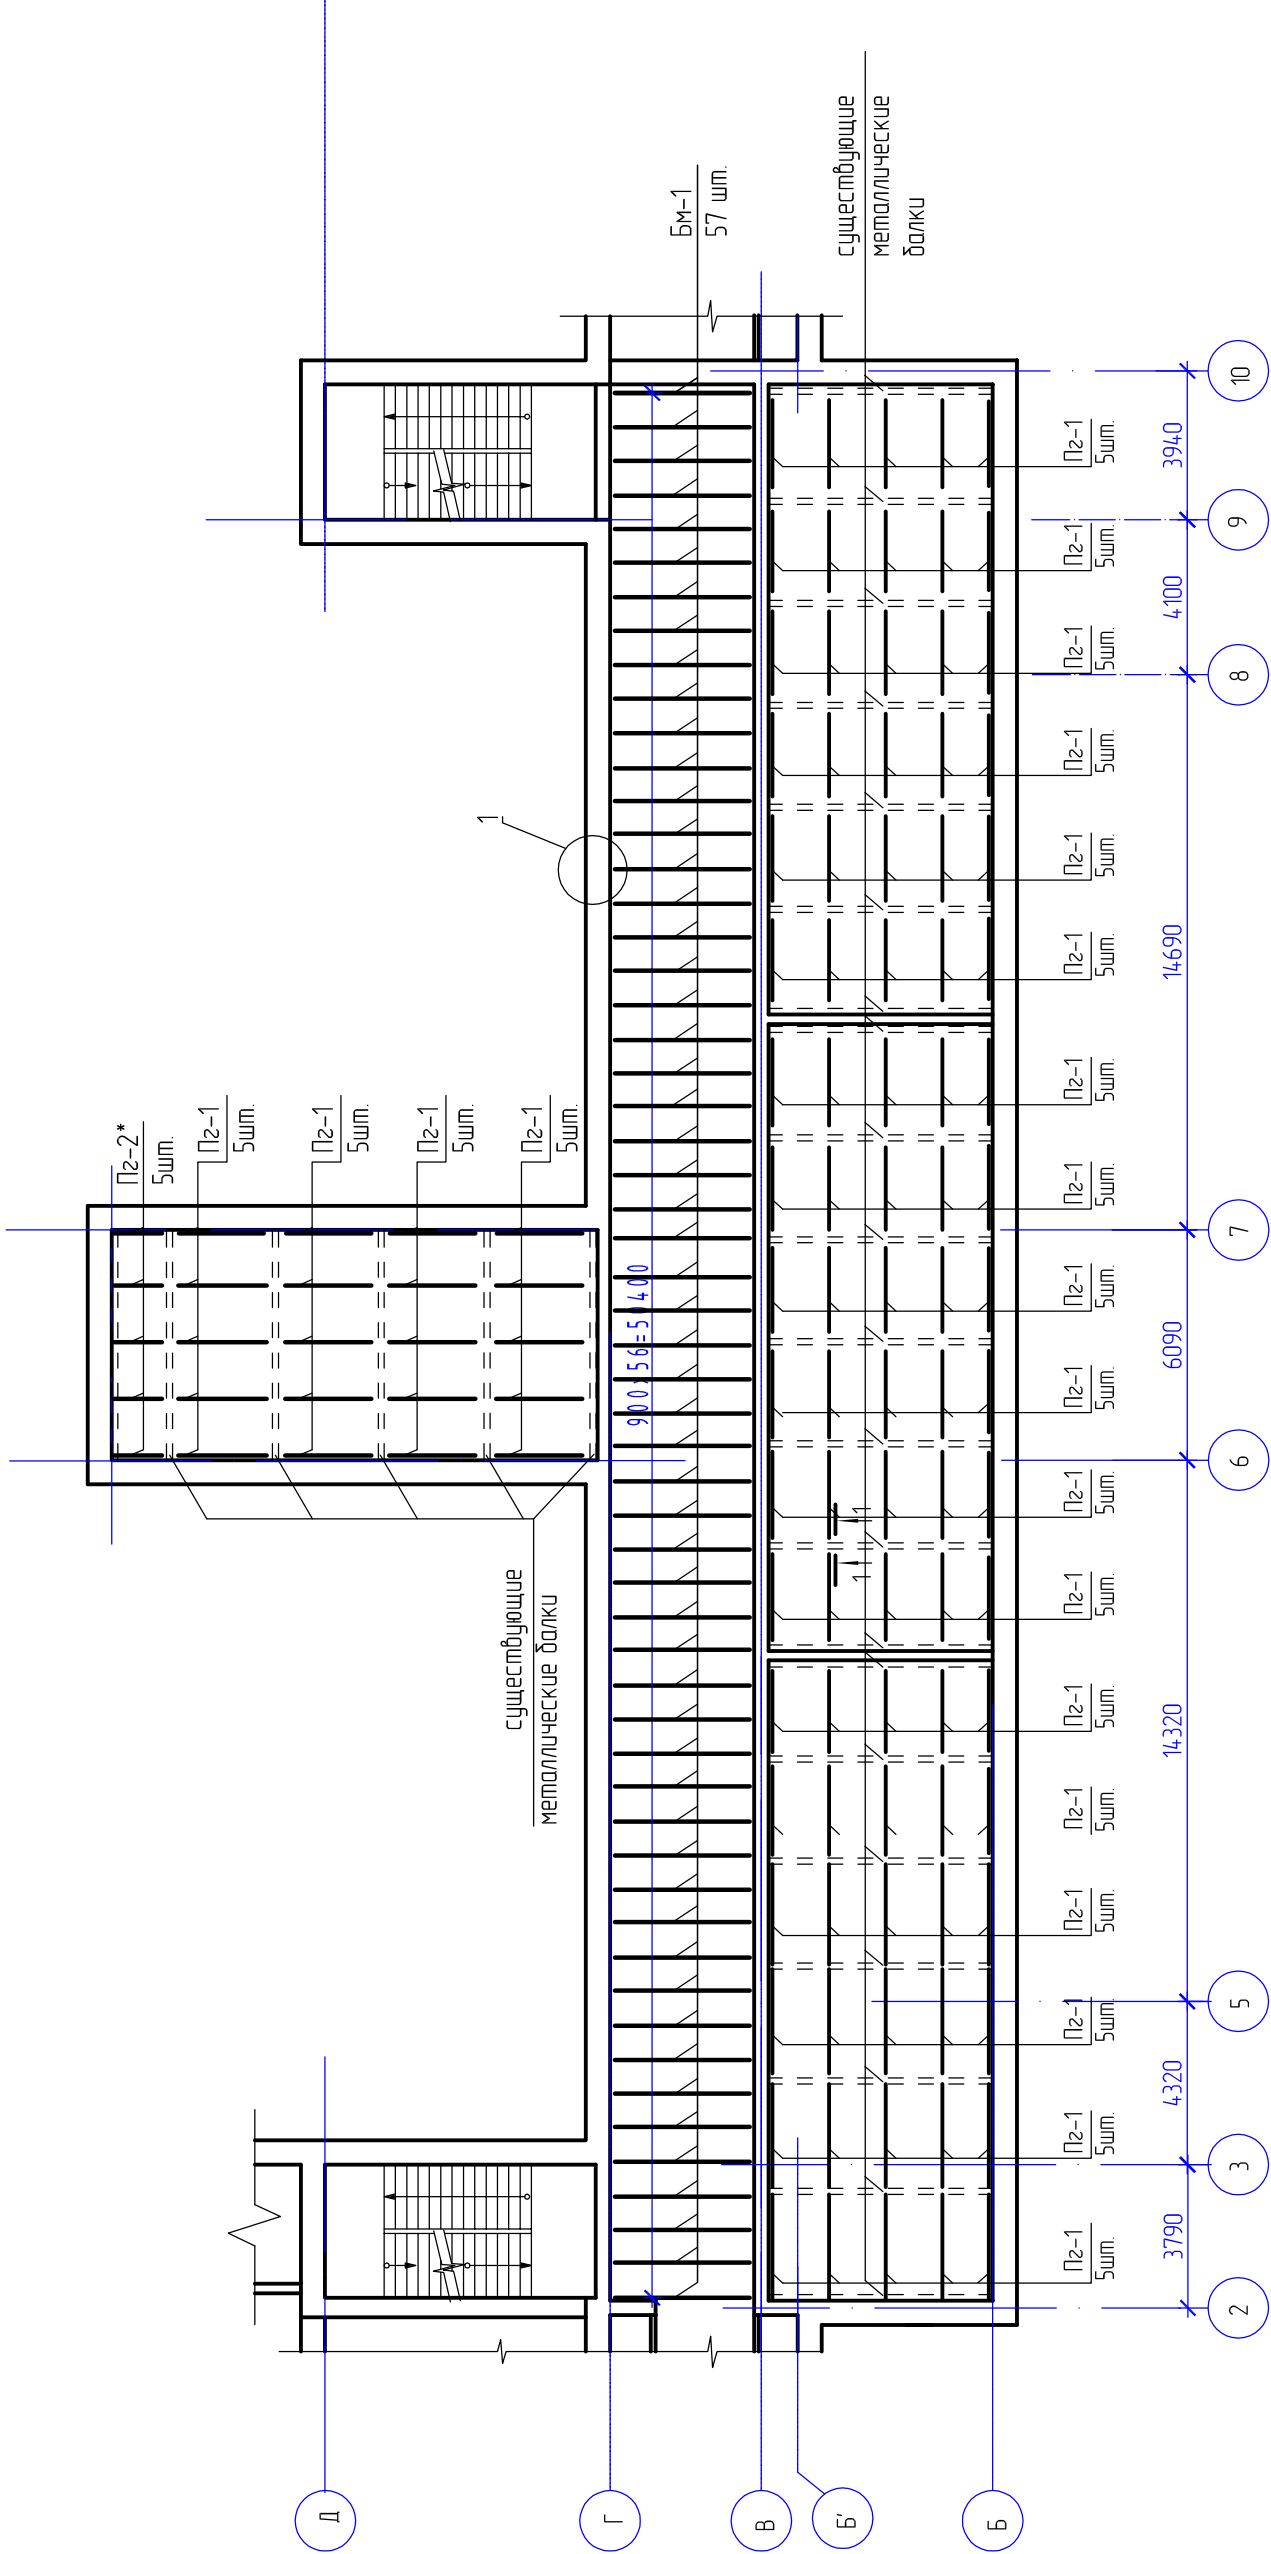 Пг-2*
5шт.
Пг-1
5шт.
Пг-1
5шт.
Пг-1
5шт.
Пг-1
5шт.
существующие
металлические балки
Бм-1
57 шт.
существующие
металлические
балки
1
900x56=50400
1
1
Пг-1
5шт.
Пг-1
5шт.
Пг-1
5шт.
Пг-1
5шт.
Пг-1
5шт.
Пг-1
5шт.
Пг-1
5шт.
Пг-1
5шт.
Пг-1
5шт.
Пг-1
5шт.
Пг-1
5шт.
Пг-1
5шт.
Пг-1
5шт.
Пг-1
5шт.
Пг-1
5шт.
Пг-1
5шт.
Пг-1
5шт.
Пг-1
5шт.
3790
4320
14320
6090
14690
4100
3940
2
3
5
6
7
8
9
10
Д
Г
В
Б'
Б